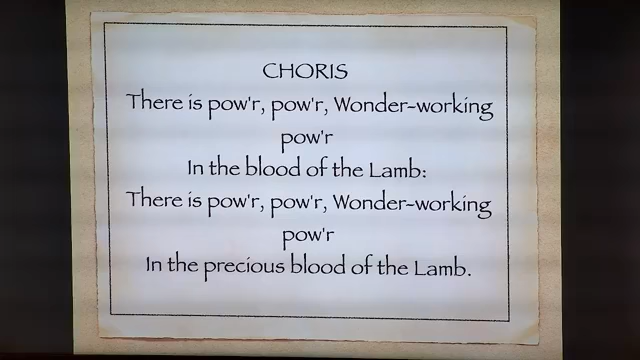 CHORIS
There is pow'r, pow'r, Wonder-working
pow'r
In the blood of the Lamb:
There is pow'r, pow'r, Wonder-working
pow'r
In the precious blood of the Lamb.